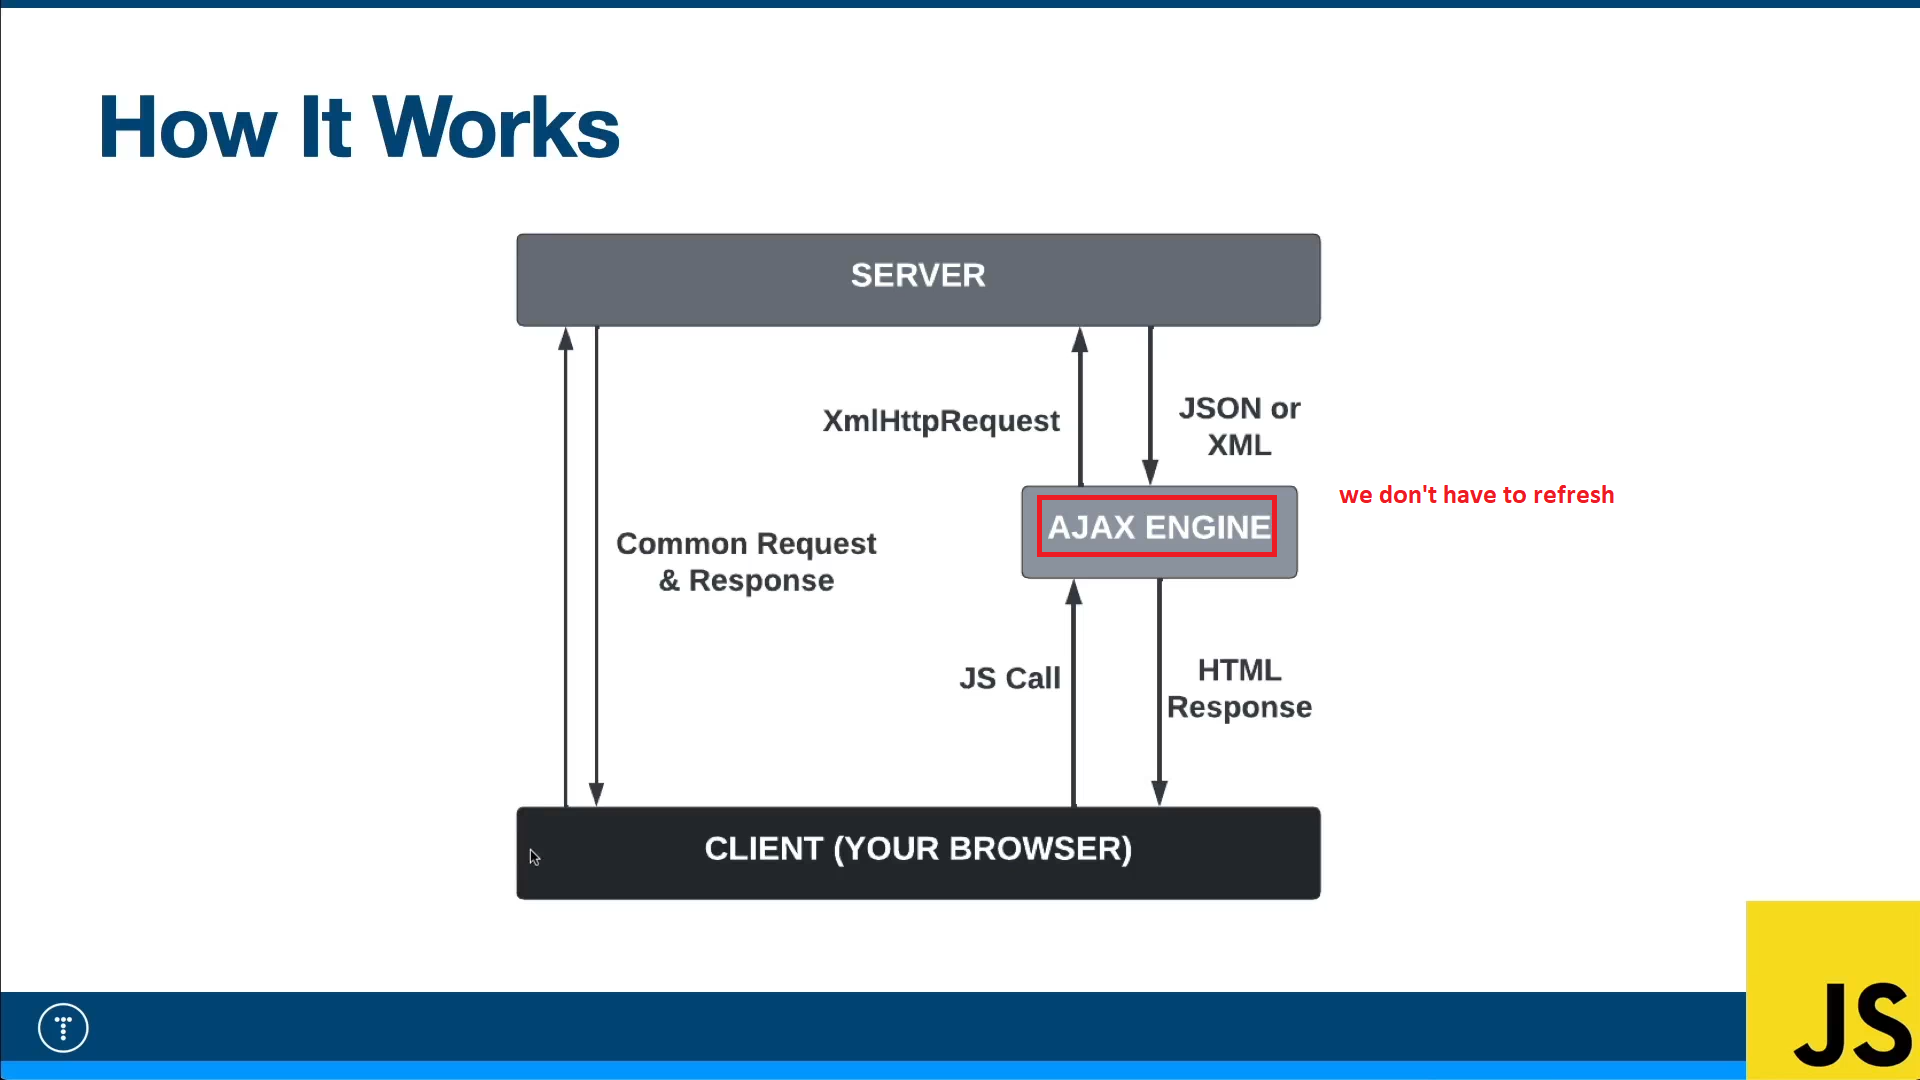 How It Works
SERVER
XmlHttpRequest
JSON or
XML
we don't have to refresh
AJAX ENGINE
Common Request
& Response
JS Call
HTML
Response
CLIENT (YOUR BROWSER)
JS